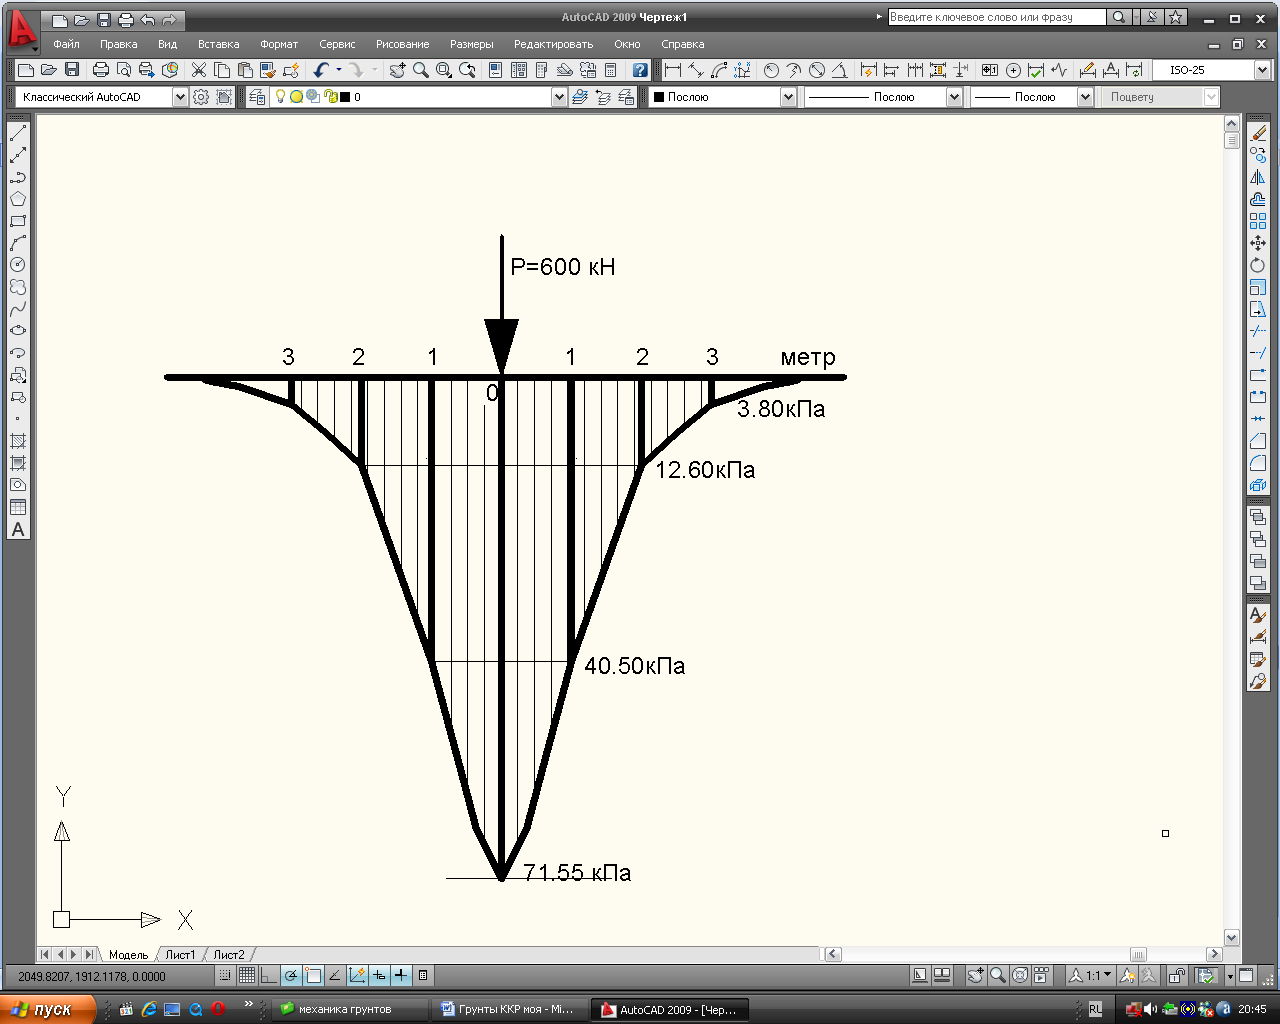 AutoCAD 2009 Чертеж1
Введите ключевое слово или фразу
Файл Правка Вид Вставка Формат Сервис Рисование Размеры Редактировать Окно Справка
ISO-25
Классический AutoCAD
0
Послою
Послою
Послою
Поцвету
P=600 кН
3 2 1 1 2 3 метр
0
3.80кПа
12.60кПа
40.50кПа
71.55 кПа
Y
X
A
Модель Лист1 Лист2
2049.8207, 1912.1178, 0.0000
1:1
пуск
механика грунтов
Грунты ККР моя - Mi...
AutoCAD 2009 - [Чер...
RL
20:45